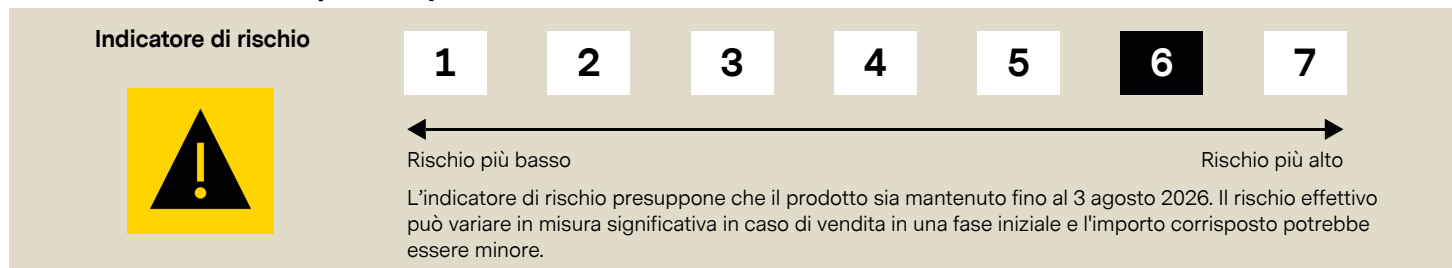 Indicatore di rischio
1 2 3 4 5 6 7
Rischio più basso Rischio più alto
L'indicatore di rischio presuppone che il prodotto sia mantenuto fino al 3 agosto 2026. Il rischio effettivo
può variare in misura significativa in caso di vendita in una fase iniziale e l'importo corrisposto potrebbe
essere minore.